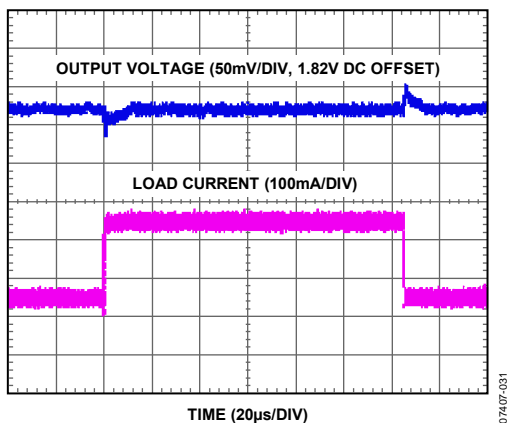 OUTPUT VOLTAGE (50mV/DIV, 1.82V DC OFFSET)
LOAD CURRENT (100mA/DIV)
TIME (20µs/DIV)
07407-031